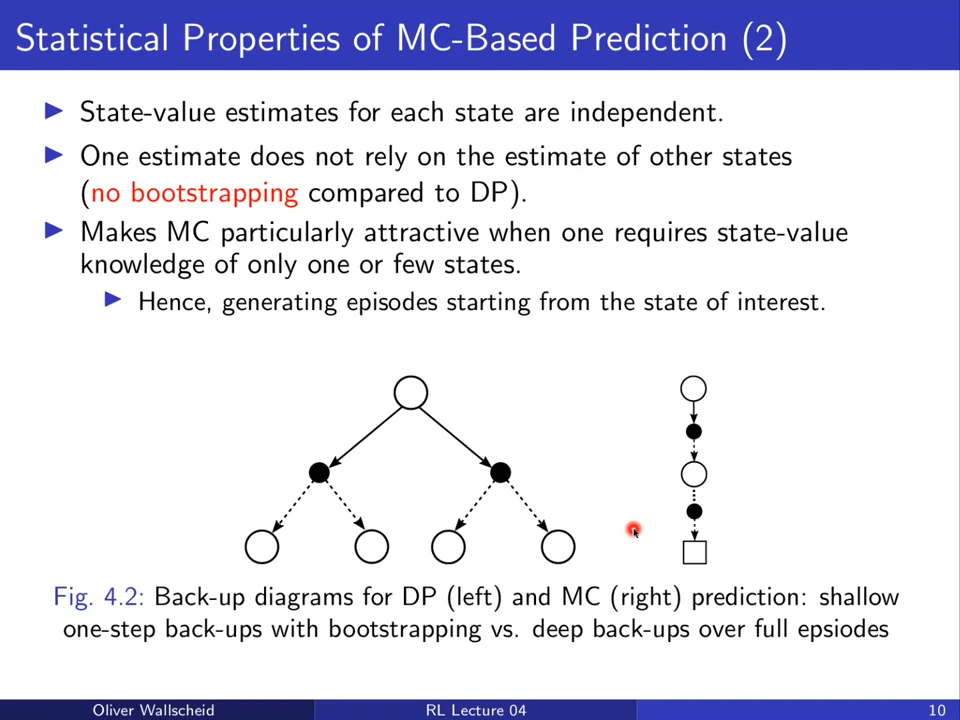 Statistical Properties of MC-Based Prediction (2)
State-value estimates for each state are independent.
One estimate does not rely on the estimate of other states
(no bootstrapping compared to DP).
Makes MC particularly attractive when one requires state-value
knowledge of only one or few states.
Hence, generating episodes starting from the state of interest.
Fig. 4.2: Back-up diagrams for DP (left) and MC (right) prediction: shallow
one-step back-ups with bootstrapping vs. deep back-ups over full epsiodes
Oliver Wallscheid
RL Lecture 04
10